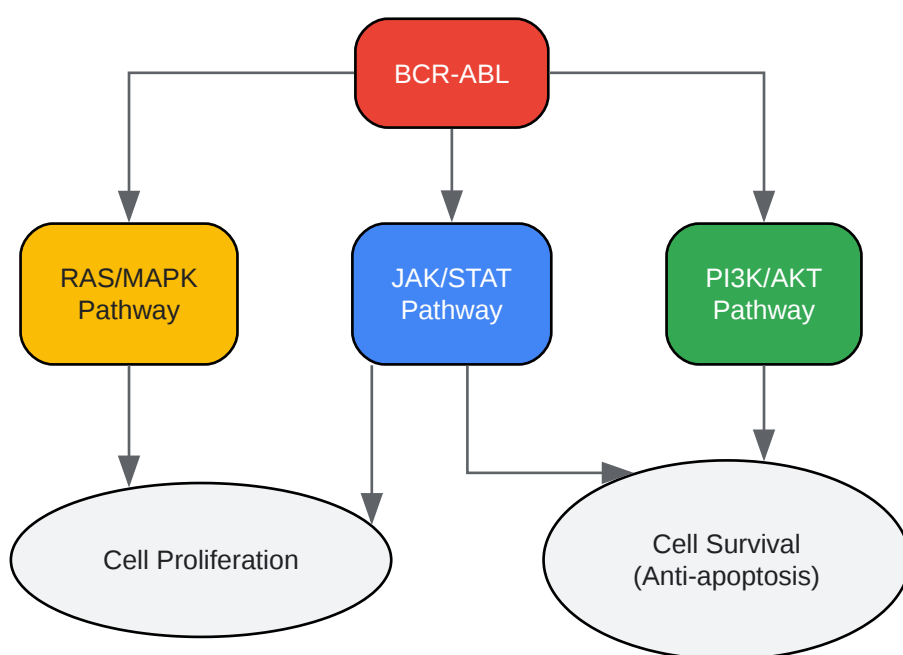 BCR-ABL
RAS/MAPK
Pathway
JAK/STAT
Pathway
PI3K/AKT
Pathway
Cell Proliferation
Cell Survival
(Anti-apoptosis)